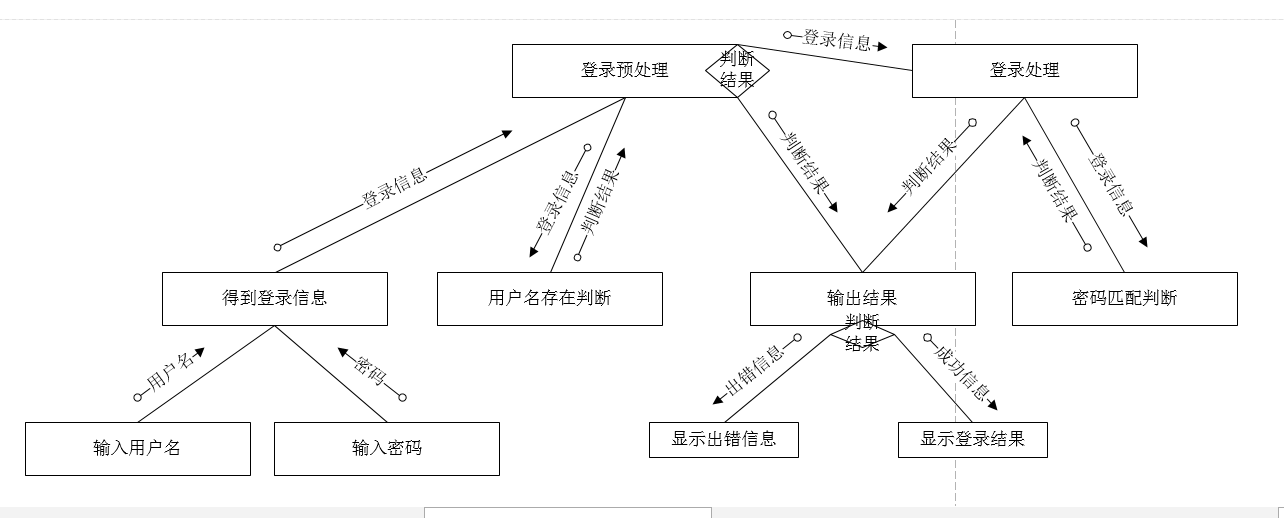 登录信息
登录预处理
判断
结果
登录处理
登录信息
登录信息
判断结果
判断结果
判断结果
判断结果
登录信息
得到登录信息
用户名存在判断
输出结果
密码匹配判断
判断
结果
用户名
密码
出错信息
成功信息
输入用户名
输入密码
显示出错信息
显示登录结果